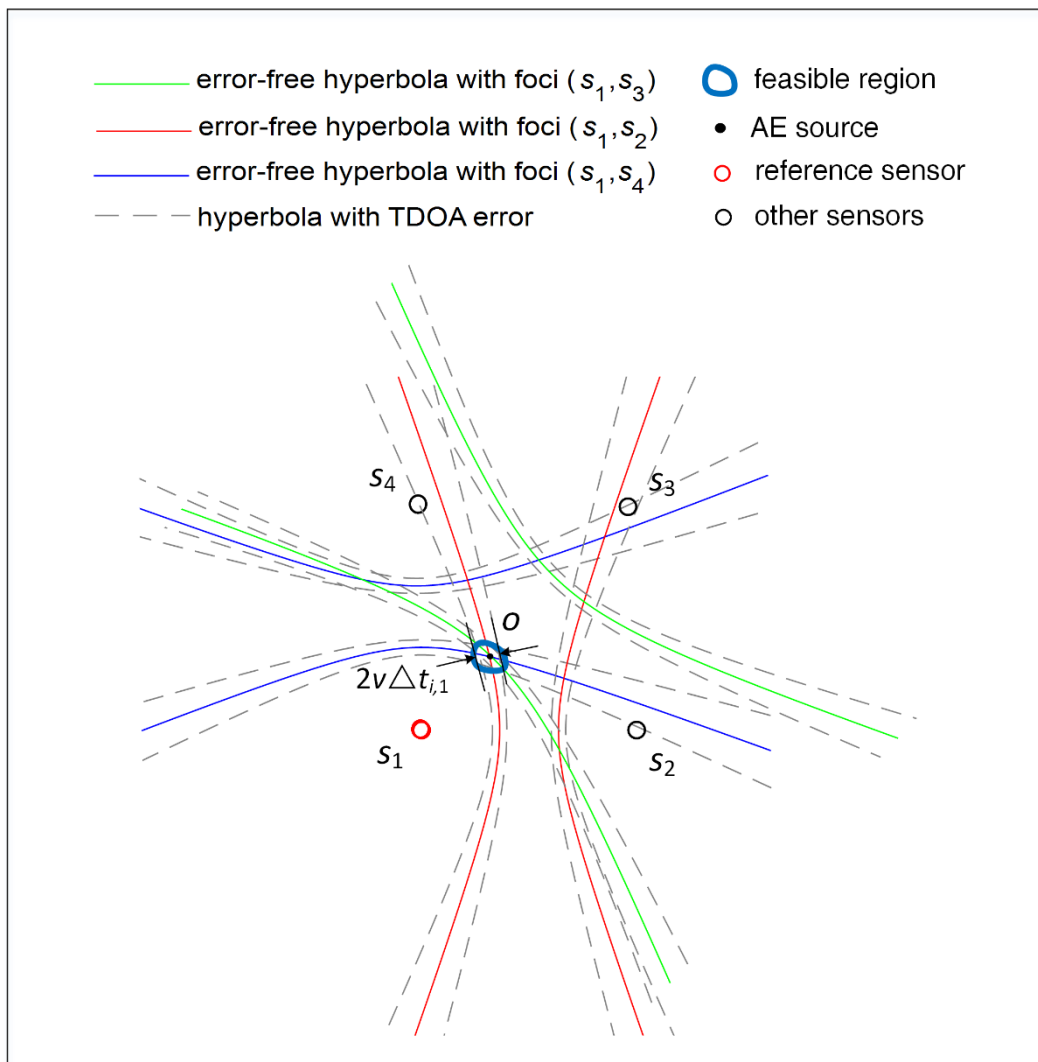 error-free hyperbola with foci (s₁,s₃) feasible region
error-free hyperbola with foci (s₁,s₂) AE source
error-free hyperbola with foci (s₁,s₄) reference sensor
hyperbola with TDOA error other sensors
s₄
s₃
o
2v△tᵢ,₁
s₁
s₂